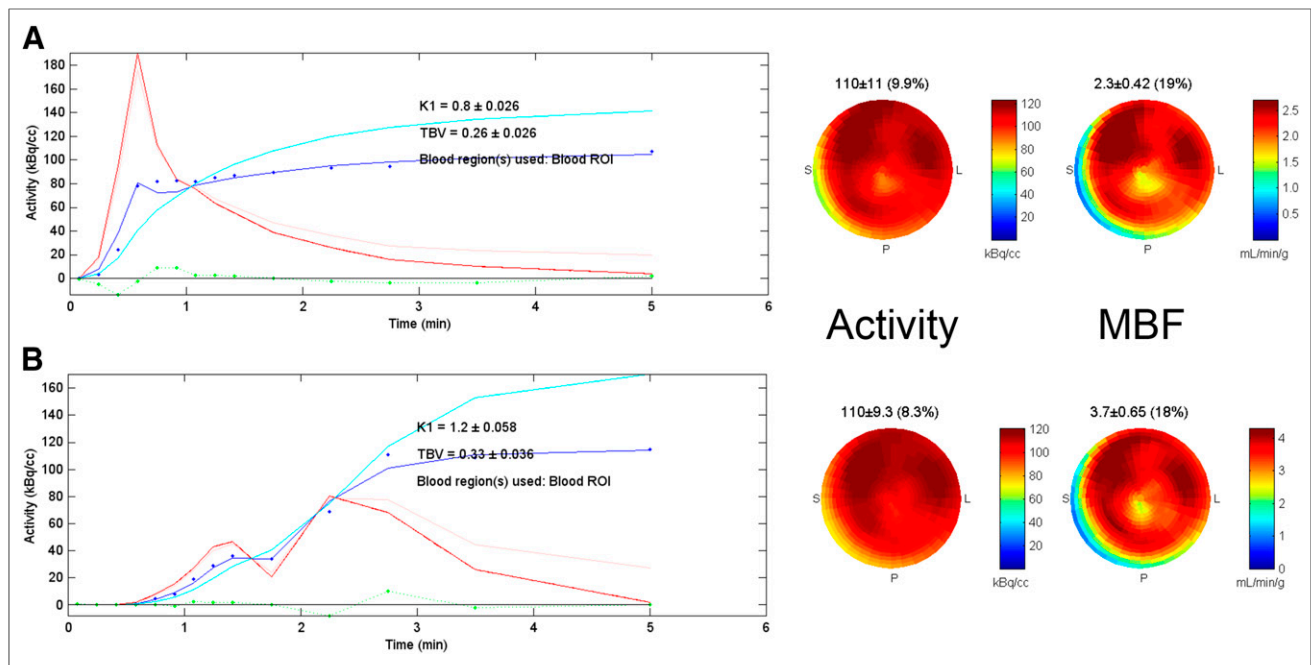 A
180
160
140
120
100
80
60
40
20
0
Activity (kBq/cc)
K1 = 0.8 ± 0.026
TBV = 0.26 ± 0.026
Blood region(s) used: Blood ROI
0 1 2 3 4 5 6
Time (min)
110±11 (9.9%)
S L
P
120
100
80
60
40
20
kBq/cc
2.3±0.42 (19%)
S L
P
2.5
2.0
1.5
1.0
0.5
mL/min/g
Activity MBF
B
160
140
120
100
80
60
40
20
0
Activity (kBq/cc)
K1 = 1.2 ± 0.058
TBV = 0.33 ± 0.036
Blood region(s) used: Blood ROI
0 1 2 3 4 5 6
Time (min)
110±9.3 (8.3%)
S L
P
120
100
80
60
40
20
0
kBq/cc
3.7±0.65 (18%)
S L
P
4
3
2
1
0
mL/min/g